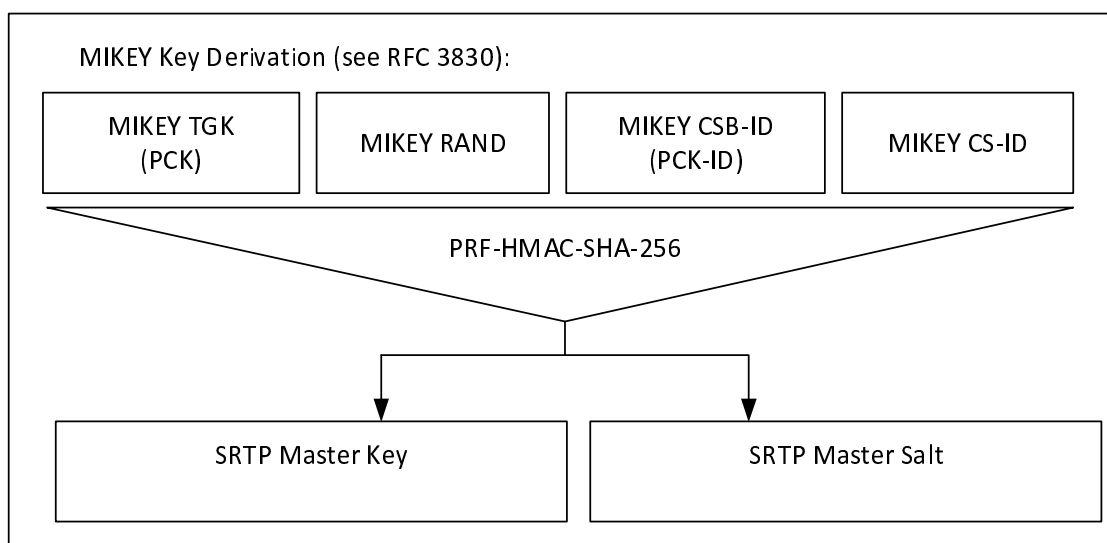 MIKEY Key Derivation (see RFC 3830):
MIKEY TGK
(PCK)
MIKEY RAND
MIKEY CSB-ID
(PCK-ID)
MIKEY CS-ID
PRF-HMAC-SHA-256
SRTP Master Key
SRTP Master Salt